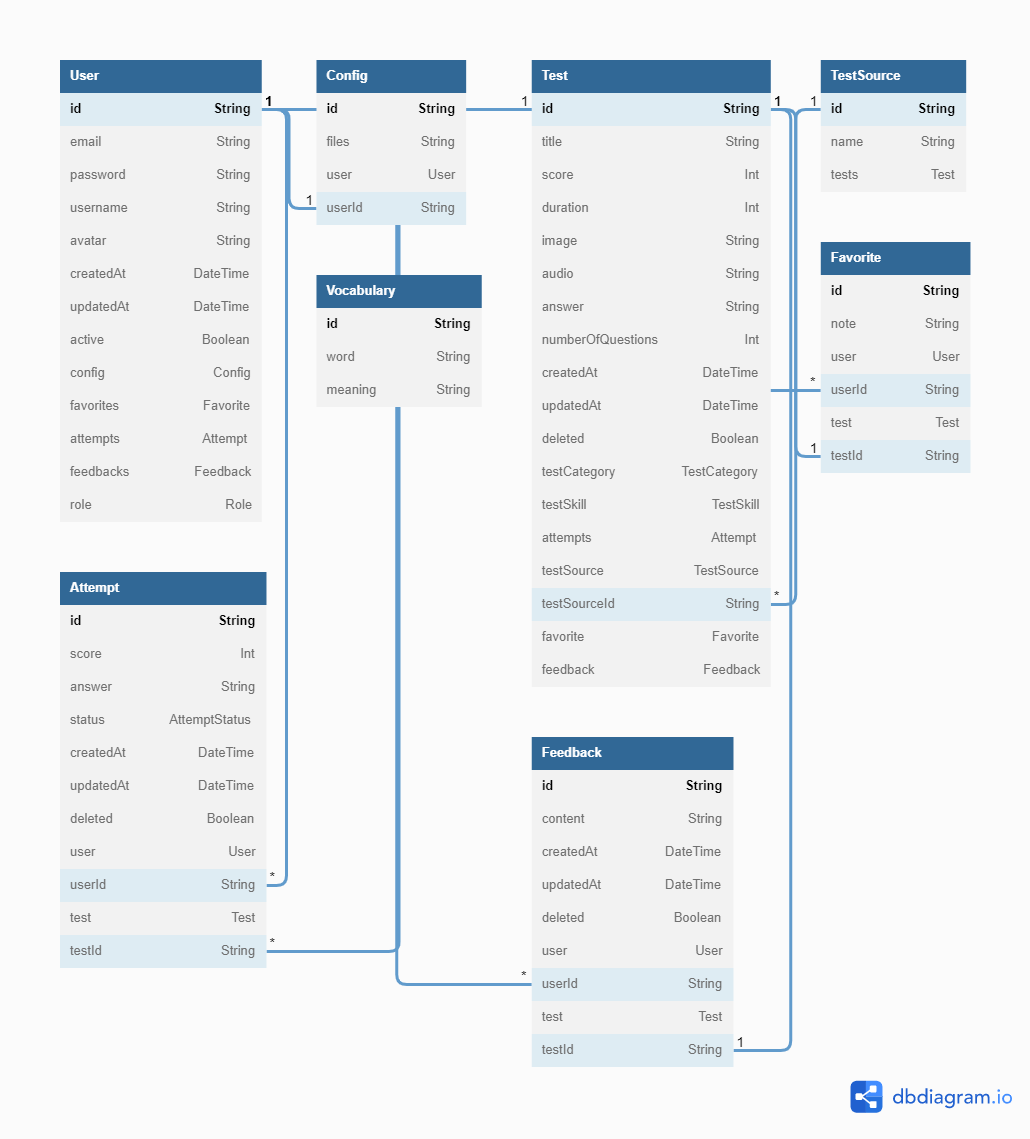 User
id String 1
email String
password String
username String
avatar String
createdAt DateTime
updatedAt DateTime
active Boolean
config Config
favorites Favorite
attempts Attempt
feedbacks Feedback
role Role
Config
id String
files String
user User
1 userId String
Vocabulary
id String
word String
meaning String
Test
1 id String 1
title String
score Int
duration Int
image String
audio String
answer String
numberOfQuestions Int
createdAt DateTime
updatedAt DateTime
deleted Boolean
testCategory TestCategory
testSkill TestSkill
attempts Attempt
testSource TestSource
testSourceId String *
favorite Favorite
feedback Feedback
TestSource
1 id String
name String
tests Test
Favorite
id String
note String
user User
* userId String
test Test
1 testId String
Attempt
id String
score Int
answer String
status AttemptStatus
createdAt DateTime
updatedAt DateTime
deleted Boolean
user User
userId String *
test Test
testId String *
Feedback
id String
content String
createdAt DateTime
updatedAt DateTime
deleted Boolean
user User
* userId String
test Test
testId String 1
dbdiagram.io